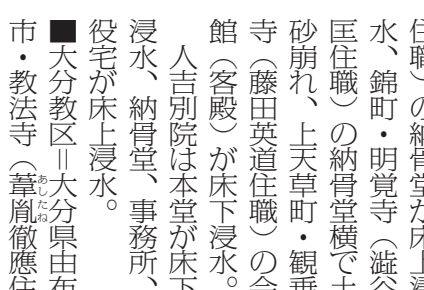 住職）の納骨堂が床上浸
水、錦町・明覚寺（澁谷
匡住職）の納骨堂横で土
砂崩れ、上天草町・観乗
寺（藤田英道住職）の会
館（客殿）が床下浸水。
人吉別院は本堂が床下
浸水、納骨堂、事務所、
役宅が床上浸水。
■大分教区＝大分県由布
市・教法寺（葦胤徹應住